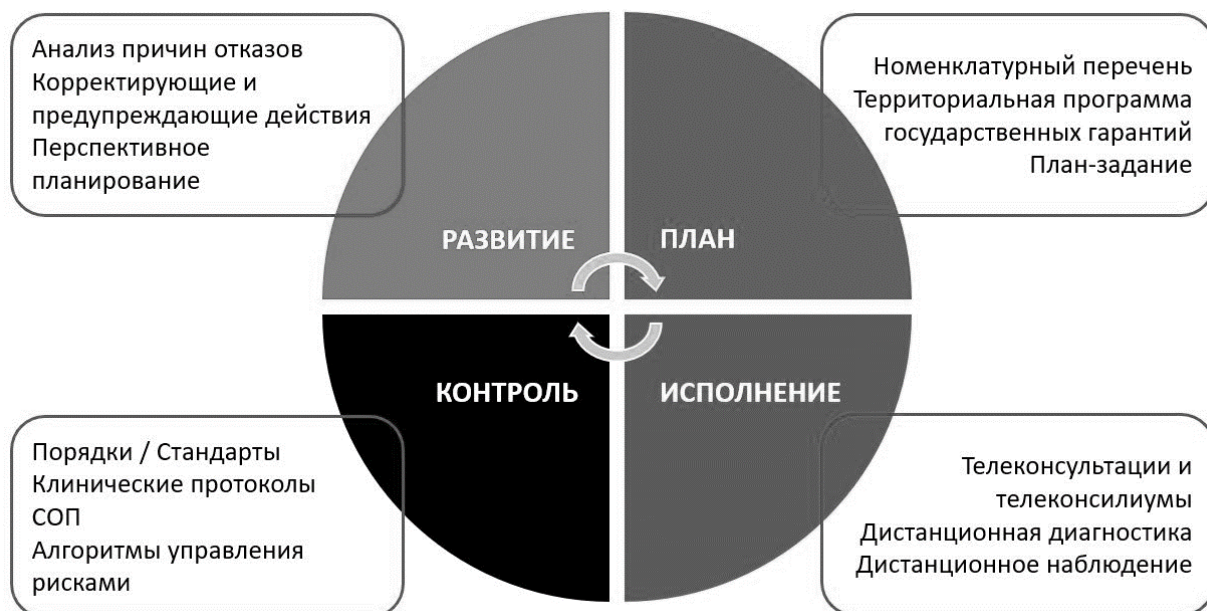 Анализ причин отказов
Корректирующие и
предупреждающие действия
Перспективное
планирование
Номенклатурный перечень
Территориальная программа
государственных гарантий
План-задание
РАЗВИТИЕ
ПЛАН
КОНТРОЛЬ
ИСПОЛНЕНИЕ
Порядки / Стандарты
Клинические протоколы
СОП
Алгоритмы управления
рисками
Телеконсультации и
телеконсилиумы
Дистанционная диагностика
Дистанционное наблюдение